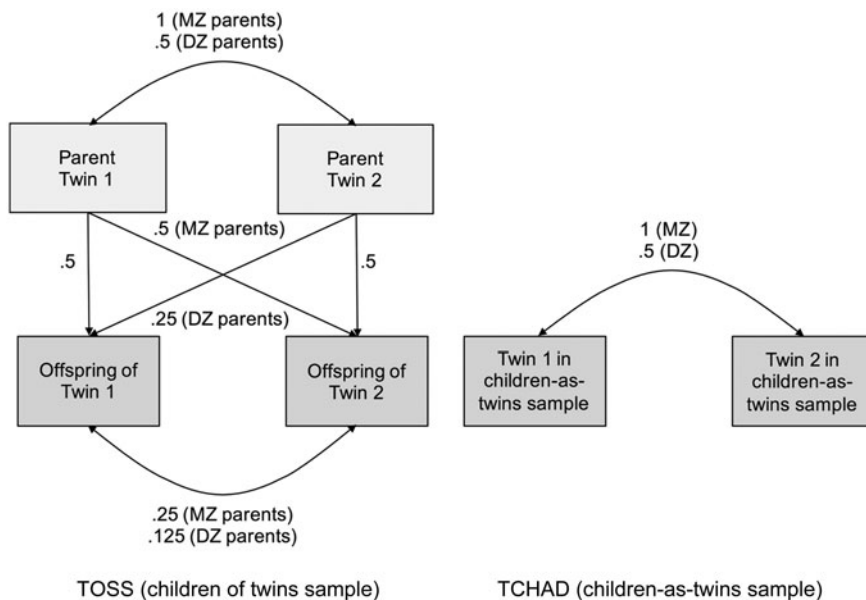 1 (MZ parents)
.5 (DZ parents)
Parent
Twin 1
Parent
Twin 2
.5 (MZ parents)
.5
.5
.25 (DZ parents)
Offspring of
Twin 1
Offspring of
Twin 2
.25 (MZ parents)
.125 (DZ parents)
TOSS (children of twins sample)
1 (MZ)
.5 (DZ)
Twin 1 in
children-as-
twins sample
Twin 2 in
children-as-
twins sample
TCHAD (children-as-twins sample)